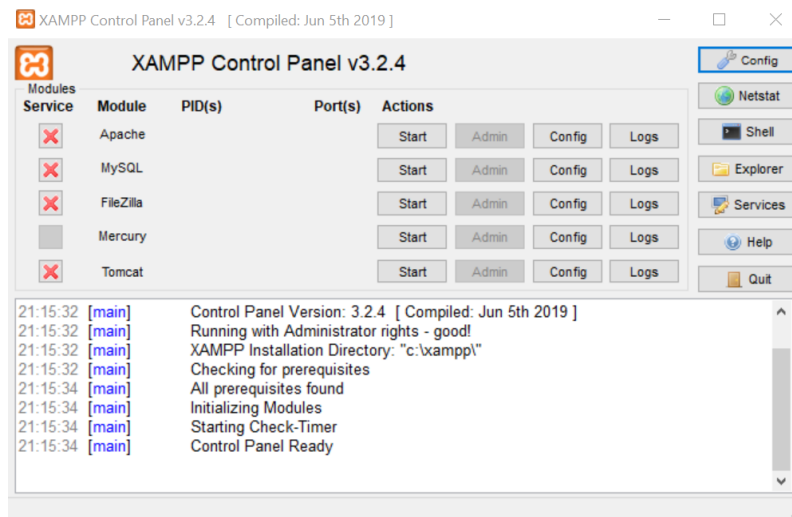 XAMPP Control Panel v3.2.4 [ Compiled: Jun 5th 2019 ]
XAMPP Control Panel v3.2.4
Config
Modules
Service Module PID(s) Port(s) Actions
Netstat
Apache Start Admin Config Logs
Shell
MySQL Start Admin Config Logs
Explorer
FileZilla Start Admin Config Logs
Services
Mercury Start Admin Config Logs
Help
Tomcat Start Admin Config Logs
Quit
21:15:32 [main] Control Panel Version: 3.2.4 [ Compiled: Jun 5th 2019 ]
21:15:32 [main] Running with Administrator rights - good!
21:15:32 [main] XAMPP Installation Directory: "c:\xampp\"
21:15:32 [main] Checking for prerequisites
21:15:34 [main] All prerequisites found
21:15:34 [main] Initializing Modules
21:15:34 [main] Starting Check-Timer
21:15:34 [main] Control Panel Ready